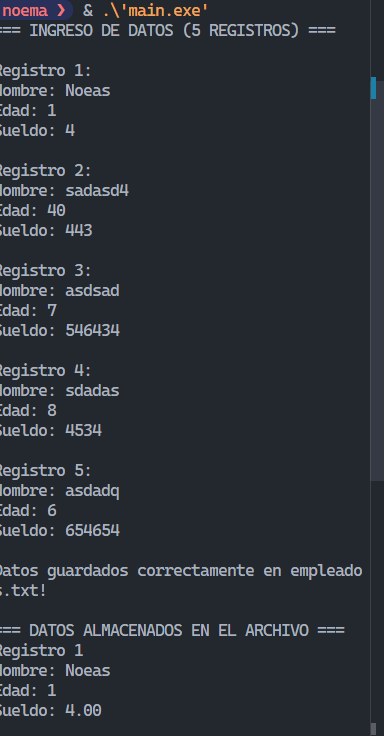 noema ❯ & .\'main.exe'
=== INGRESO DE DATOS (5 REGISTROS) ===
Registro 1:
Nombre: Noeas
Edad: 1
Sueldo: 4
Registro 2:
Nombre: sadasd4
Edad: 40
Sueldo: 443
Registro 3:
Nombre: asdsad
Edad: 7
Sueldo: 546434
Registro 4:
Nombre: sdadas
Edad: 8
Sueldo: 4534
Registro 5:
Nombre: asdadq
Edad: 6
Sueldo: 654654
Datos guardados correctamente en empleado
s.txt!
=== DATOS ALMACENADOS EN EL ARCHIVO ===
Registro 1
Nombre: Noeas
Edad: 1
Sueldo: 4.00